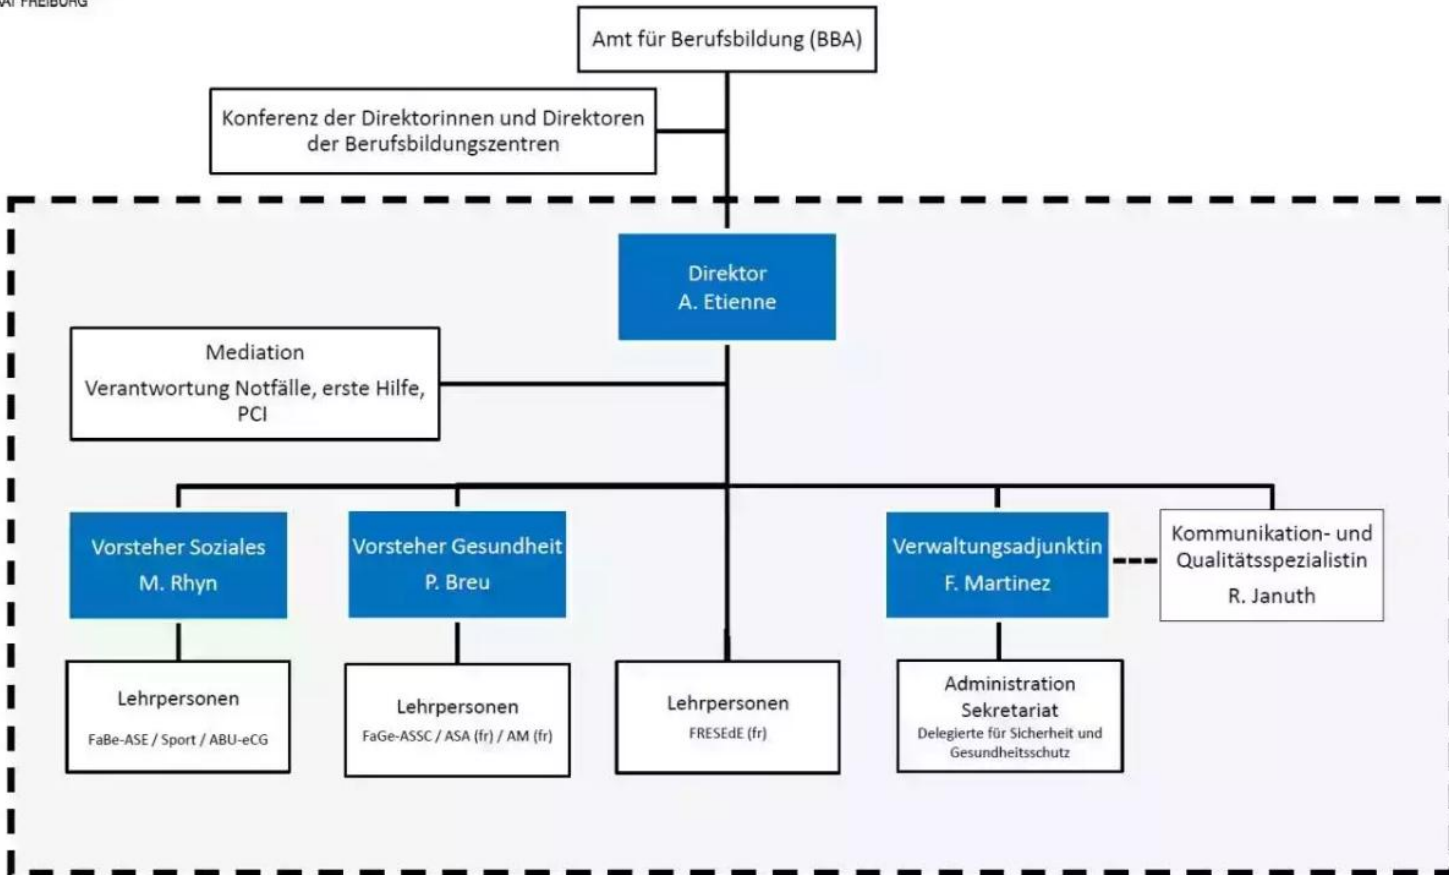 FREIBURG
Amt für Berufsbildung (BBA)
Konferenz der Direktorinnen und Direktoren
der Berufsbildungszentren
Direktor
A. Etienne
Mediation
Verantwortung Notfälle, erste Hilfe,
PCI
Vorsteher Soziales
M. Rhyn
Vorsteher Gesundheit
P. Breu
Verwaltungsadjunktin
F. Martinez
Kommunikation- und
Qualitätsspezialistin
R. Januth
Lehrpersonen
FaBe-ASE / Sport / ABU-eCG
Lehrpersonen
FaGe-ASSC / ASA (fr) / AM (fr)
Lehrpersonen
FRESEdE (fr)
Administration
Sekretariat
Delegierte für Sicherheit und
Gesundheitsschutz